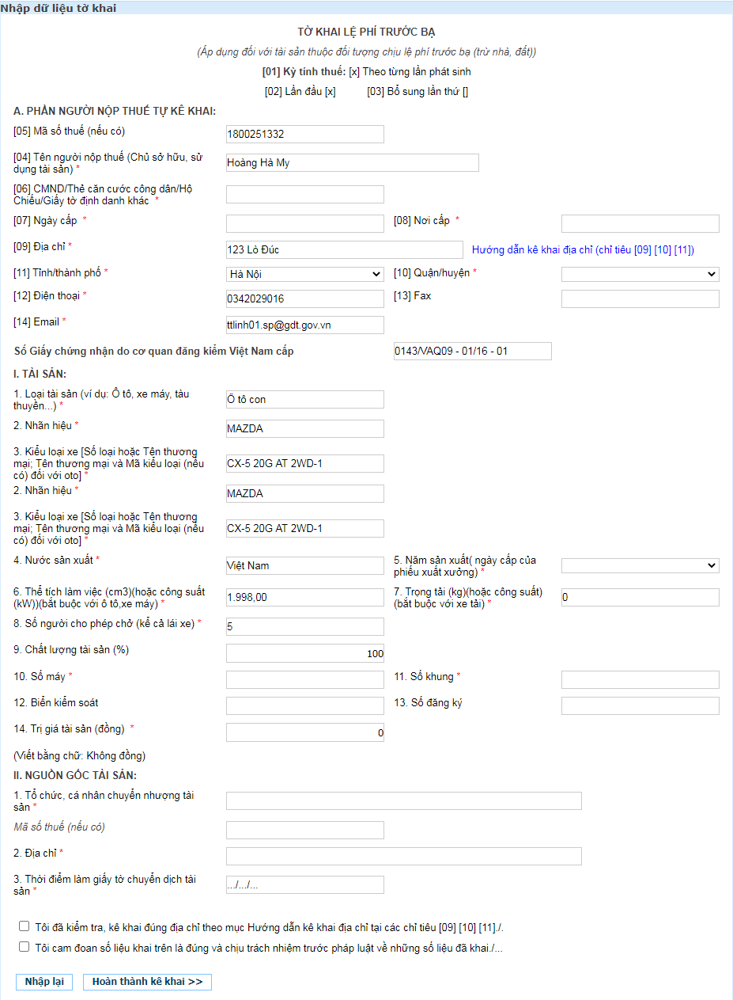 Nhập dữ liệu tờ khai
TỜ KHAI LỆ PHÍ TRƯỚC BẠ
(Áp dụng đối với tài sản thuộc đối tượng chịu lệ phí trước bạ (trừ nhà, đất))
[01] Kỳ tính thuế: [x] Theo từng lần phát sinh
[02] Lần đầu [x] [03] Bổ sung lần thứ []
A. PHẦN NGƯỜI NỘP THUẾ TỰ KÊ KHAI:
[05] Mã số thuế (nếu có) 1800251332
[04] Tên người nộp thuế (Chủ sở hữu, sử
dụng tài sản) * Hoàng Hà My
[06] CMND/Thẻ căn cước công dân/Hộ
Chiếu/Giấy tờ định danh khác *
[07] Ngày cấp * [08] Nơi cấp *
[09] Địa chỉ * 123 Lò Đúc Hướng dẫn kê khai địa chỉ (chỉ tiêu [09] [10] [11])
[11] Tỉnh/thành phố * Hà Nội [10] Quận/huyện *
[12] Điện thoại * 0342029016 [13] Fax
[14] Email * ttlinh01.sp@gdt.gov.vn
Số Giấy chứng nhận do cơ quan đăng kiểm Việt Nam cấp 0143/VAQ09 - 01/16 - 01
I. TÀI SẢN:
1. Loại tài sản (ví dụ: Ô tô, xe máy, tàu
thuyền...) * Ô tô con
2. Nhãn hiệu * MAZDA
3. Kiểu loại xe [Số loại hoặc Tên thương
mại; Tên thương mại và Mã kiểu loại (nếu
có) đối với oto] * CX-5 20G AT 2WD-1
2. Nhãn hiệu * MAZDA
3. Kiểu loại xe [Số loại hoặc Tên thương
mại; Tên thương mại và Mã kiểu loại (nếu
có) đối với oto] * CX-5 20G AT 2WD-1
4. Nước sản xuất * Việt Nam 5. Năm sản xuất( ngày cấp của
phiếu xuất xưởng) *
6. Thể tích làm việc (cm3)(hoặc công suất
(kW))(bắt buộc với ô tô,xe máy) * 1.998,00 7. Trọng tải (kg)(hoặc công suất)
(bắt buộc với xe tải) * 0
8. Số người cho phép chở (kể cả lái xe) * 5
9. Chất lượng tài sản (%) 100
10. Số máy * 11. Số khung *
12. Biển kiểm soát 13. Số đăng ký
14. Trị giá tài sản (đồng) * 0
(Viết bằng chữ: Không đồng)
II. NGUỒN GỐC TÀI SẢN:
1. Tổ chức, cá nhân chuyển nhượng tài
sản *
Mã số thuế (nếu có)
2. Địa chỉ *
3. Thời điểm làm giấy tờ chuyển dịch tài
sản * .../.../...
Tôi đã kiểm tra, kê khai đúng địa chỉ theo mục Hướng dẫn kê khai địa chỉ tại các chỉ tiêu [09] [10] [11]./.
Tôi cam đoan số liệu khai trên là đúng và chịu trách nhiệm trước pháp luật về những số liệu đã khai./...
Nhập lại Hoàn thành kê khai >>